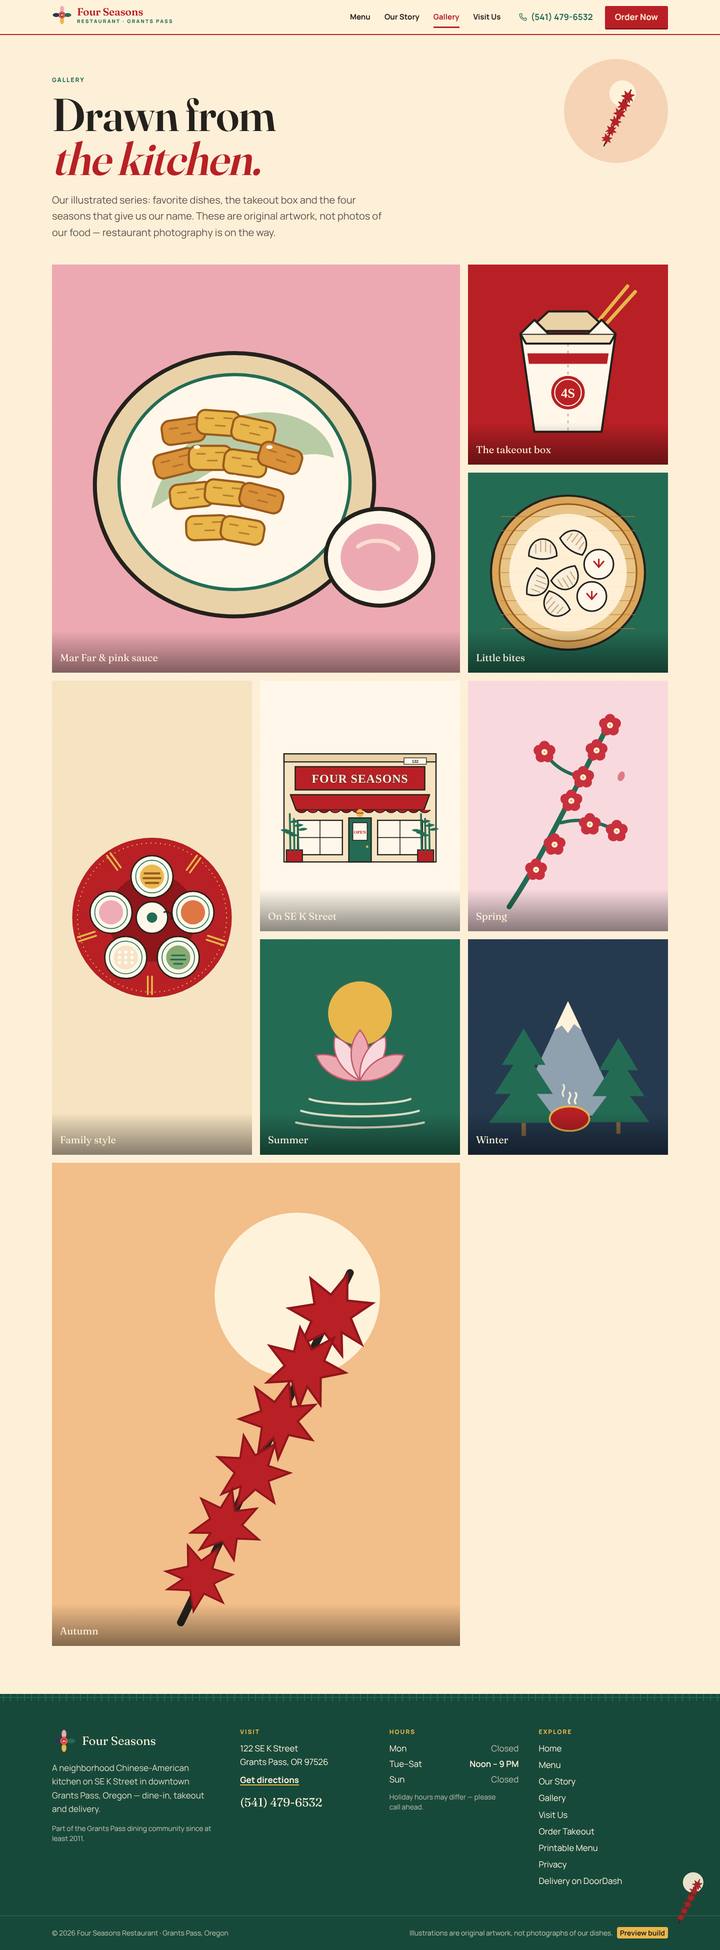 Four Seasons
RESTAURANT · GRANTS PASS
Menu
Our Story
Gallery
Visit Us
(541) 479-6532
Order Now
GALLERY
Drawn from
the kitchen.
Our illustrated series: favorite dishes, the takeout box and the four
seasons that give us our name. These are original artwork, not photos of
our food — restaurant photography is on the way.
Mar Far & pink sauce
4S
The takeout box
Little bites
Family style
122
FOUR SEASONS
OPEN
On SE K Street
Spring
Summer
Winter
Autumn
Four Seasons
A neighborhood Chinese-American
kitchen on SE K Street in downtown
Grants Pass, Oregon — dine-in, takeout
and delivery.
Part of the Grants Pass dining community since at
least 2011.
VISIT
122 SE K Street
Grants Pass, OR 97526
Get directions
(541) 479-6532
HOURS
Mon Closed
Tue–Sat Noon – 9 PM
Sun Closed
Holiday hours may differ — please
call ahead.
EXPLORE
Home
Menu
Our Story
Gallery
Visit Us
Order Takeout
Printable Menu
Privacy
Delivery on DoorDash
© 2026 Four Seasons Restaurant · Grants Pass, Oregon
Illustrations are original artwork, not photographs of our dishes.
Preview build